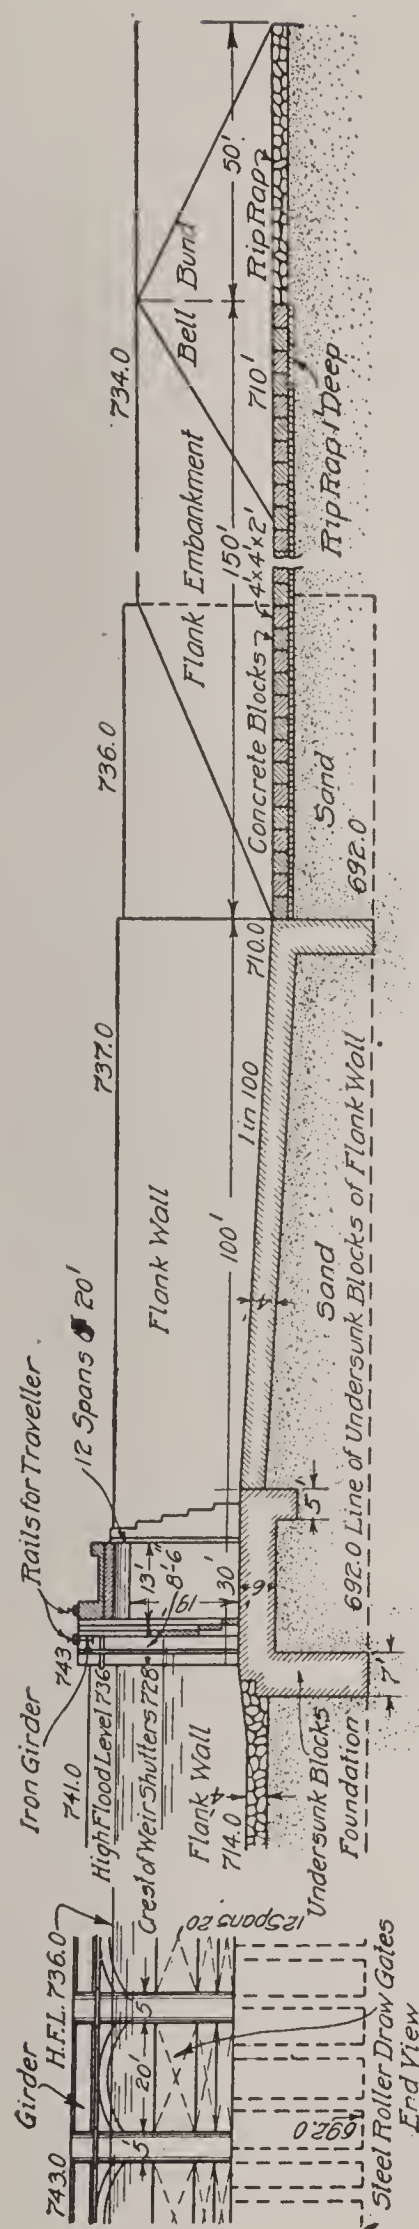 Girder
743.0
H.F.L. 736.0
5'
20'
5'
12 Spans 20'
692.0
Steel Roller Draw Gates
End View
Iron Girder
Rails for Traveller
741.0
743
High Flood Level 736
Crest of Weir Shutters 728
12 Spans 20'
13'
8'-6"
19'
30'
Flank Wall
714.0
4'
6'
5'
7'
Undersunk Blocks
Foundation
737.0
Flank Wall
100'
1 in 100
4'
710.0
Sand
692.0 Line of Undersunk Blocks of Flank Wall
736.0
734.0
Flank Embankment
150'
Bell Bund
50'
Concrete Blocks 4'x4'x2'
710'
Rip Rap
Rip Rap 1' Deep
Sand
692.0